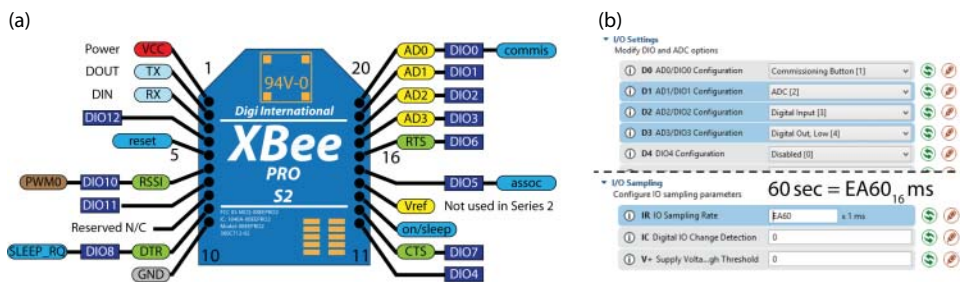 (a)
Power VCC
DOUT TX
DIN RX
DIO12
reset
PWM0 DIO10 RSSI
DIO11
Reserved N/C
SLEEP_RQ DIO8 DTR
GND
1
5
10
94V-0
Digi International
XBee
PRO
S2
20
16
11
AD0 DIO0 commis
AD1 DIO1
AD2 DIO2
AD3 DIO3
RTS DIO6
DIO5 assoc
Vref Not used in Series 2
on/sleep
CTS DIO7
DIO4
(b)
I/O Settings
Modify DIO and ADC options
D0 AD0/DIO0 Configuration Commissioning Button [1]
D1 AD1/DIO1 Configuration ADC [2]
D2 AD2/DIO2 Configuration Digital Input [3]
D3 AD3/DIO3 Configuration Digital Out, Low [4]
D4 DIO4 Configuration Disabled [0]
I/O Sampling
Configure IO sampling parameters
60 sec = EA60₁₆ ms
IR IO Sampling Rate EA60 x 1 ms
IC Digital IO Change Detection 0
V+ Supply Volta...gh Threshold 0